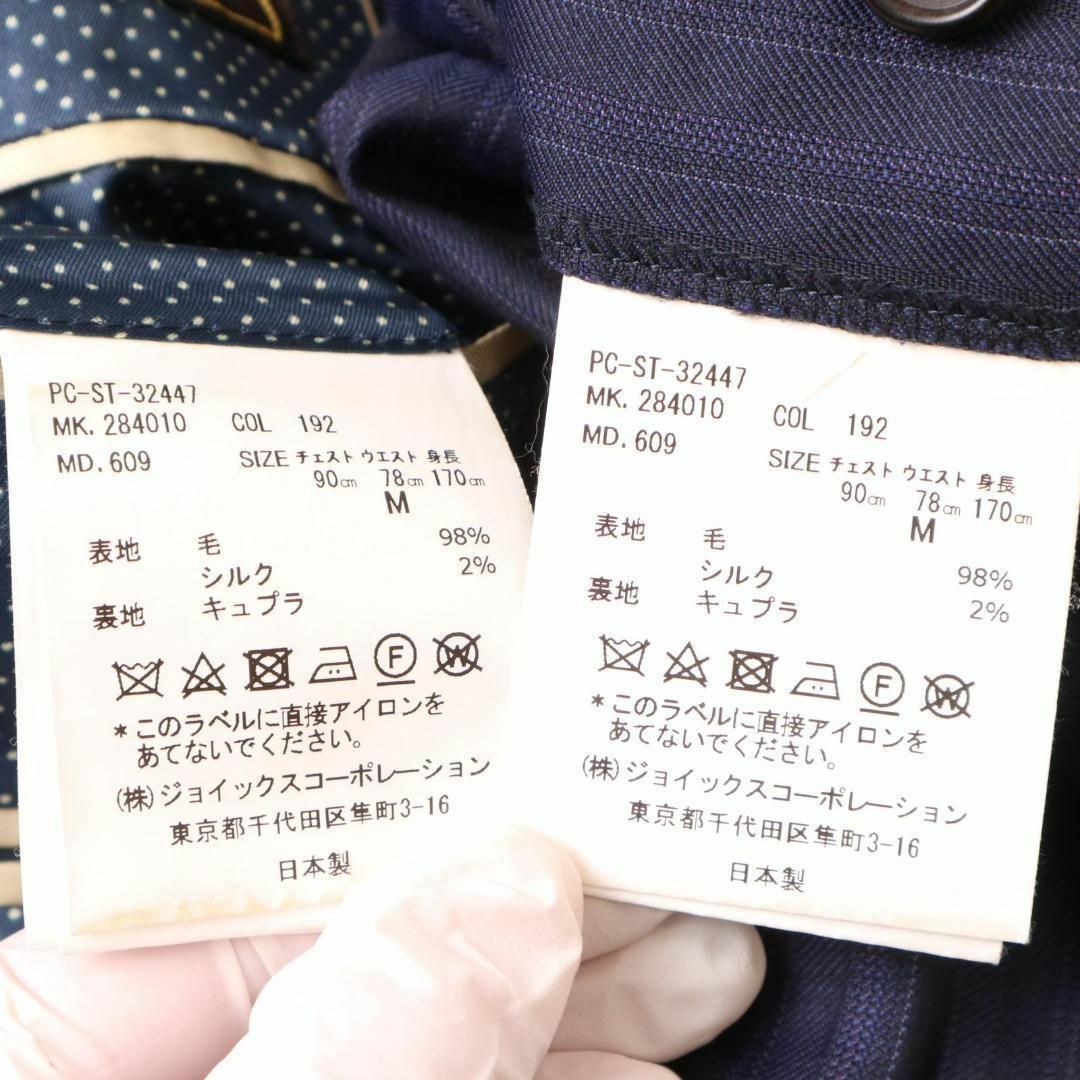 PC-ST-32447
MK. 284010 COL 192
MD. 609
SIZE チェスト ウエスト 身長
90cm 78cm 170cm
M
表地 毛 98%
シルク 2%
裏地 キュプラ
F W
*このラベルに直接アイロンを
あてないでください。
(株)ジョイックスコーポレーション
東京都千代田区隼町3-16
日本製
PC-ST-32447
MK. 284010 COL 192
MD. 609
SIZE チェスト ウエスト 身長
90cm 78cm 170cm
M
表地 毛 98%
シルク 2%
裏地 キュプラ
F W
*このラベルに直接アイロンを
あてないでください。
(株)ジョイックスコーポレーション
東京都千代田区隼町3-16
日本製